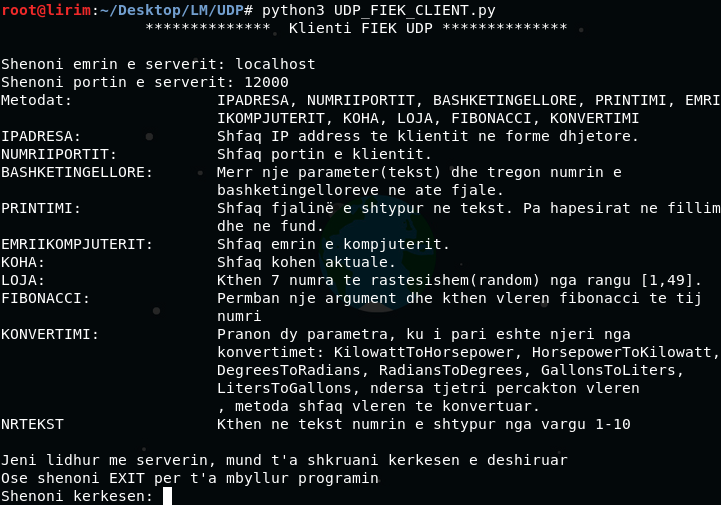 root@lirim:~/Desktop/LM/UDP# python3 UDP_FIEK_CLIENT.py
************** Klienti FIEK UDP **************
Shenoni emrin e serverit: localhost
Shenoni portin e serverit: 12000
Metodat: IPADRESA, NUMRIIPORTIT, BASHKETINGELLORE, PRINTIMI, EMRI
IKOMPJUTERIT, KOHA, LOJA, FIBONACCI, KONVERTIMI
IPADRESA: Shfaq IP address te klientit ne forme dhjetore.
NUMRIIPORTIT: Shfaq portin e klientit.
BASHKETINGELLORE: Merr nje parameter(tekst) dhe tregon numrin e
bashketingelloreve ne ate fjale.
PRINTIMI: Shfaq fjalinë e shtypur ne tekst. Pa hapesirat ne fillim
dhe ne fund.
EMRIIKOMPJUTERIT: Shfaq emrin e kompjuterit.
KOHA: Shfaq kohen aktuale.
LOJA: Kthen 7 numra te rastesishem(random) nga rangu [1,49].
FIBONACCI: Permban nje argument dhe kthen vleren fibonacci te tij
numri
KONVERTIMI: Pranon dy parametra, ku i pari eshte njeri nga
konvertimet: KilowattToHorsepower, HorsepowerToKilowatt,
DegreesToRadians, RadiansToDegrees, GallonsToLiters,
LitersToGallons, ndersa tjetri percakton vleren
, metoda shfaq vleren te konvertuar.
NRTEKST Kthen ne tekst numrin e shtypur nga vargu 1-10
Jeni lidhur me serverin, mund t'a shkruani kerkesen e deshiruar
Ose shenoni EXIT per t'a mbyllur programin
Shenoni kerkesen: